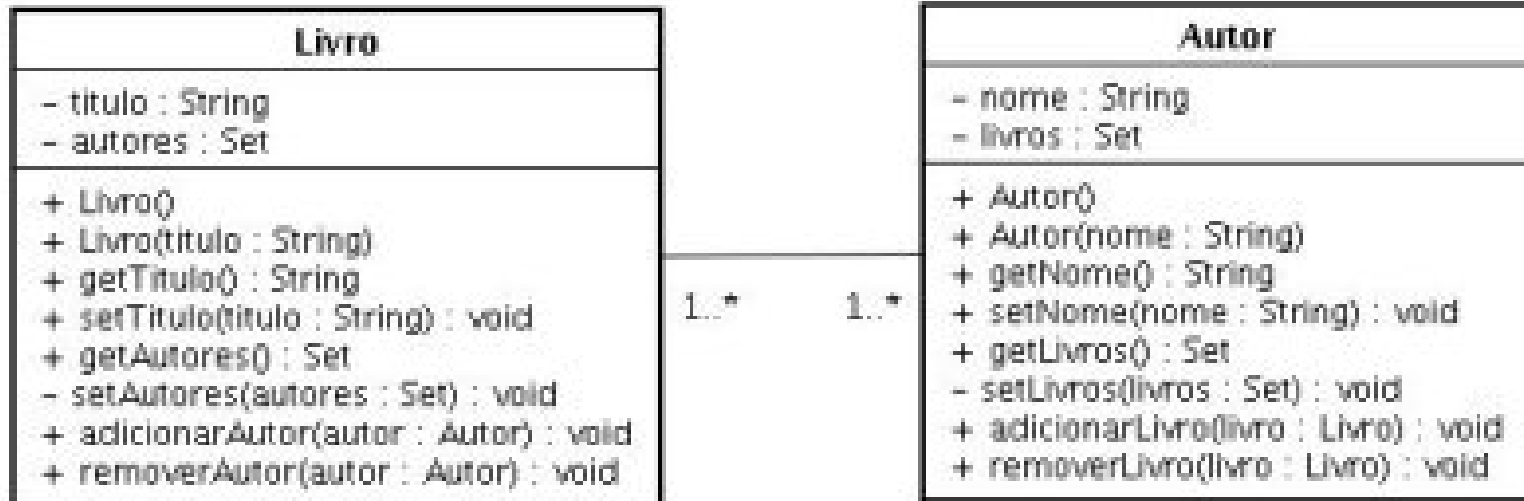 Livro
– titulo : String
– autores : Set
+ Livro()
+ Livro(titulo : String)
+ getTitulo() : String
+ setTitulo(titulo : String) : void
+ getAutores() : Set
– setAutores(autores : Set) : void
+ adicionarAutor(autor : Autor) : void
+ removerAutor(autor : Autor) : void
1..*
1..*
Autor
– nome : String
– livros : Set
+ Autor()
+ Autor(nome : String)
+ getNome() : String
+ setNome(nome : String) : void
+ getLivros() : Set
– setLivros(livros : Set) : void
+ adicionarLivro(livro : Livro) : void
+ removerLivro(livro : Livro) : void